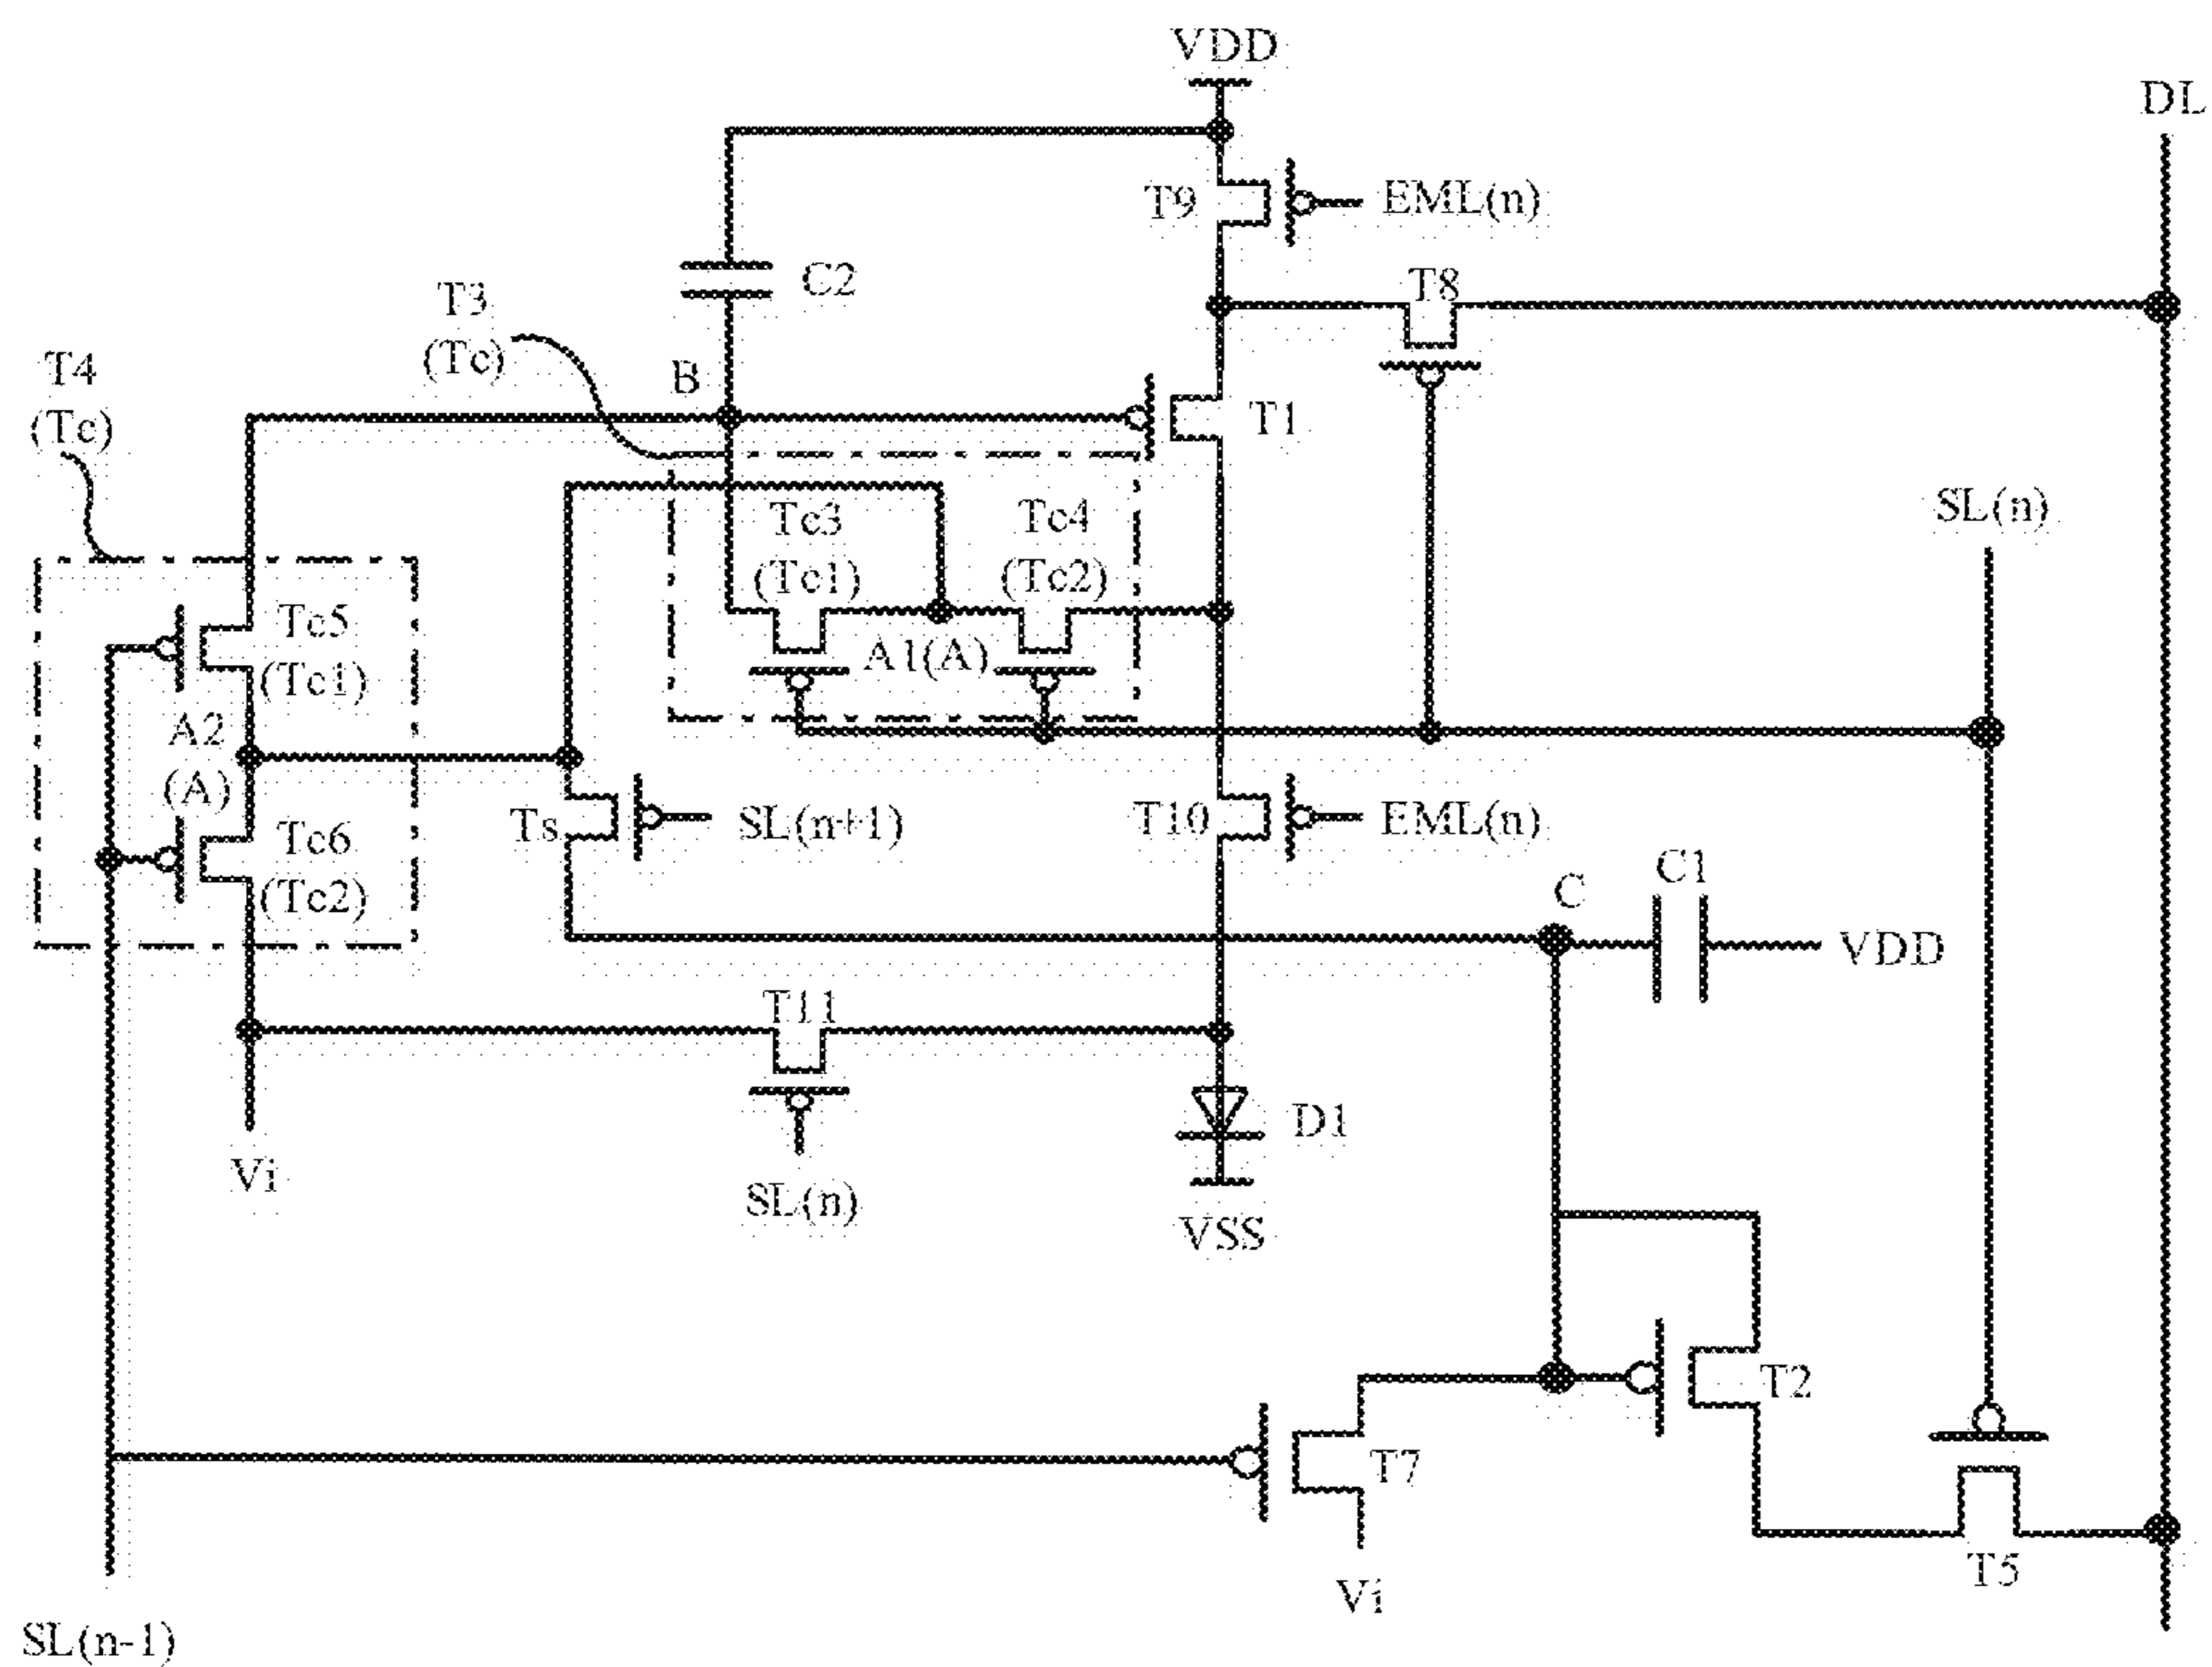 VDD
DL
T9
EML(n)
C2
T8
T3
(Tc)
T4
(Tc)
B
T1
SL(n)
Tc3
(Tc1)
Tc4
(Tc2)
Tc5
(Tc1)
A1(A)
A2
(A)
Ts
SL(n+1)
T10
EML(n)
Tc6
(Tc2)
C
C1
VDD
T11
Vi
SL(n)
D1
VSS
T2
T7
T5
Vi
SL(n-1)